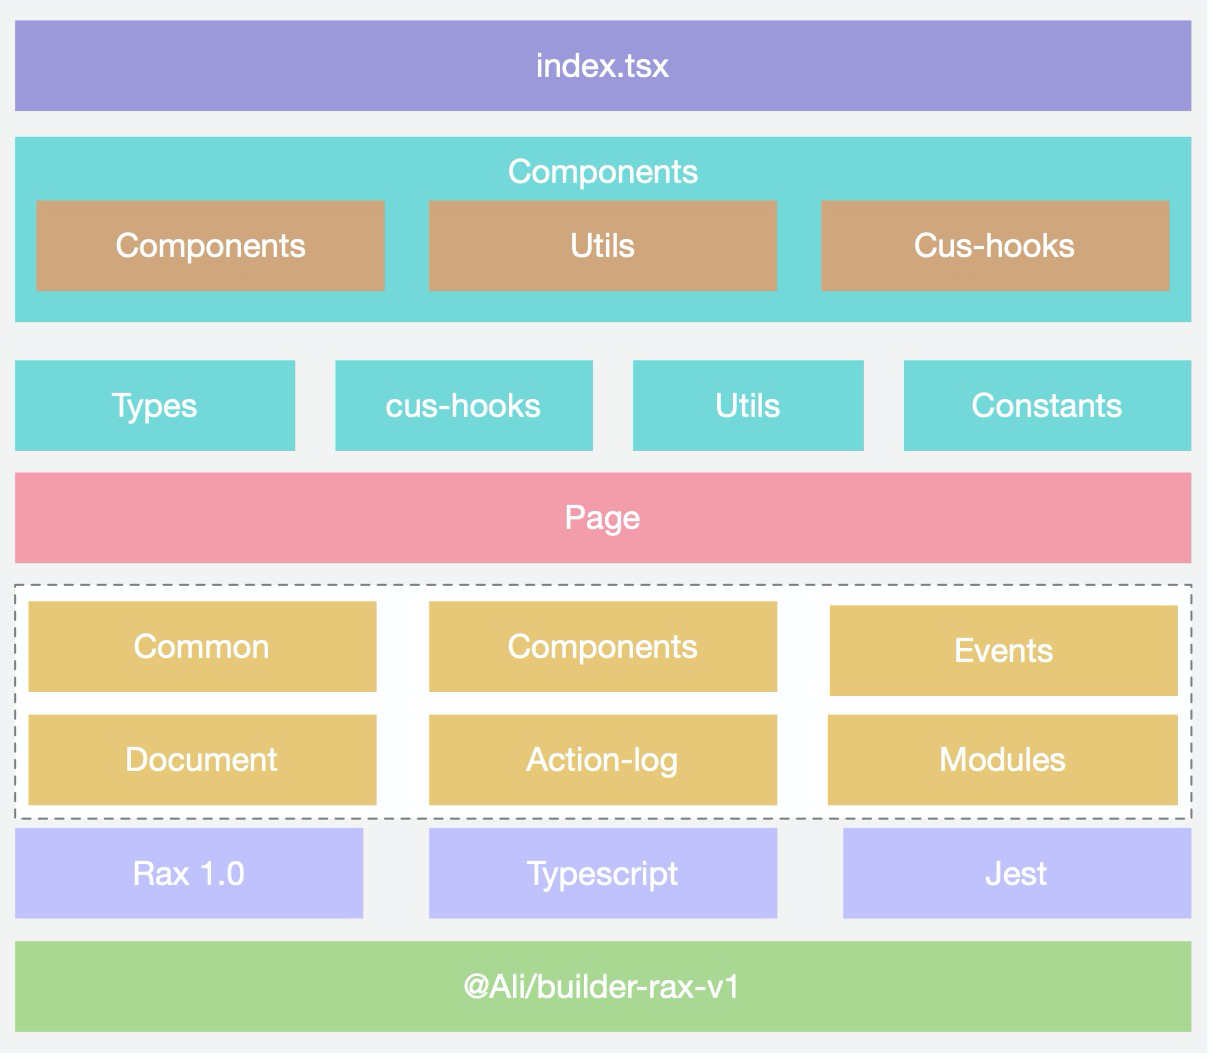 index.tsx
Components
Components
Utils
Cus-hooks
Types
cus-hooks
Utils
Constants
Page
Common
Components
Events
Document
Action-log
Modules
Rax 1.0
Typescript
Jest
@Ali/builder-rax-v1